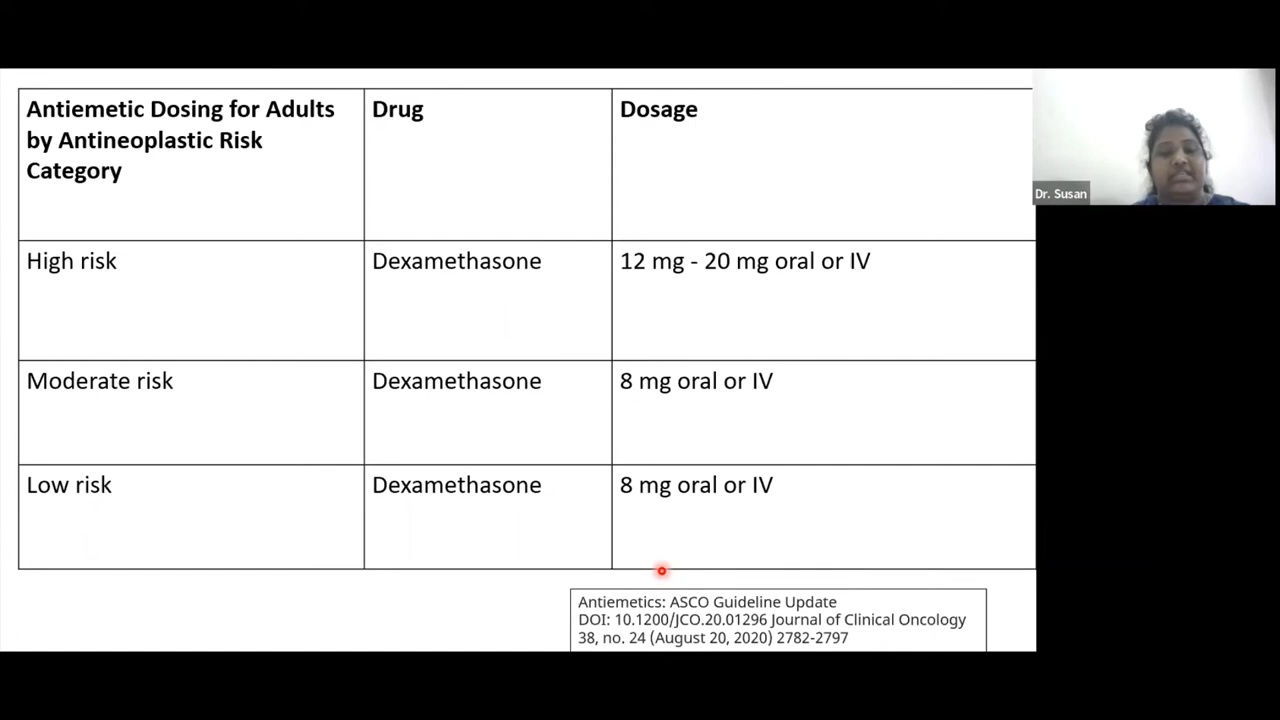 Antiemetic Dosing for Adults
by Antineoplastic Risk
Category
Drug
Dosage
High risk
Dexamethasone
12 mg - 20 mg oral or IV
Moderate risk
Dexamethasone
8 mg oral or IV
Low risk
Dexamethasone
8 mg oral or IV
Antiemetics: ASCO Guideline Update
DOI: 10.1200/JCO.20.01296 Journal of Clinical Oncology
38, no. 24 (August 20, 2020) 2782-2797
Dr. Susan